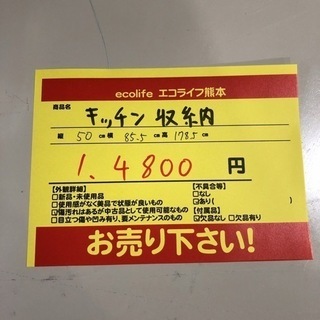 ecolife エコライフ熊本
商品名
キッチン 収納
縦 50 cm 横 85.5 cm 高 178.5 cm
1.4800 円
【外観詳細】 【不具合等】
□新品・未使用品 □なし
□使用感がなく美品で状態が良いもの ☑あり( )
☑傷汚れはあるが中古品として使用可能なもの 【付属品】
□目立つ傷や凹み有り、要メンテナンスのもの ☑欠品なし □欠品有り
お売り下さい!